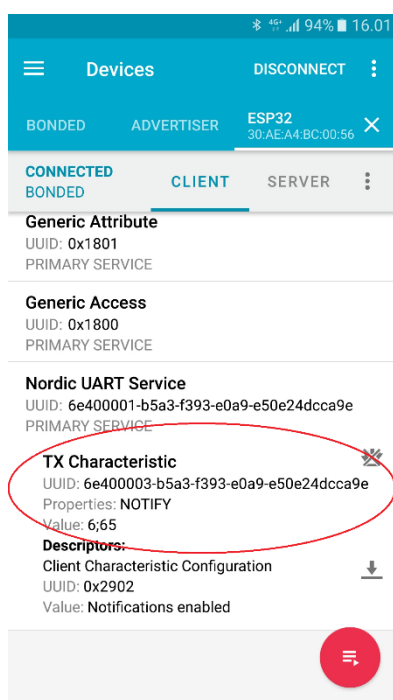 4G+ 94% 16.01
Devices DISCONNECT
BONDED ADVERTISER ESP32
30:AE:A4:BC:00:56
CONNECTED
BONDED CLIENT SERVER
Generic Attribute
UUID: 0x1801
PRIMARY SERVICE
Generic Access
UUID: 0x1800
PRIMARY SERVICE
Nordic UART Service
UUID: 6e400001-b5a3-f393-e0a9-e50e24dcca9e
PRIMARY SERVICE
TX Characteristic
UUID: 6e400003-b5a3-f393-e0a9-e50e24dcca9e
Properties: NOTIFY
Value: 6;65
Descriptors:
Client Characteristic Configuration
UUID: 0x2902
Value: Notifications enabled